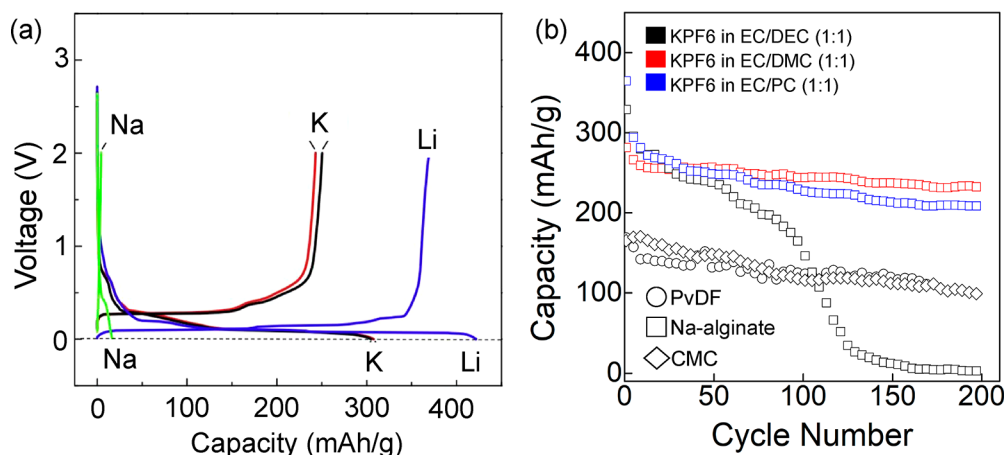 (a)
3
2
1
0
Voltage (V)
Na
K
Li
Na
K
Li
0
100
200
300
400
Capacity (mAh/g)
(b)
400
300
200
100
0
Capacity (mAh/g)
KPF6 in EC/DEC (1:1)
KPF6 in EC/DMC (1:1)
KPF6 in EC/PC (1:1)
PvDF
Na-alginate
CMC
0
50
100
150
200
Cycle Number